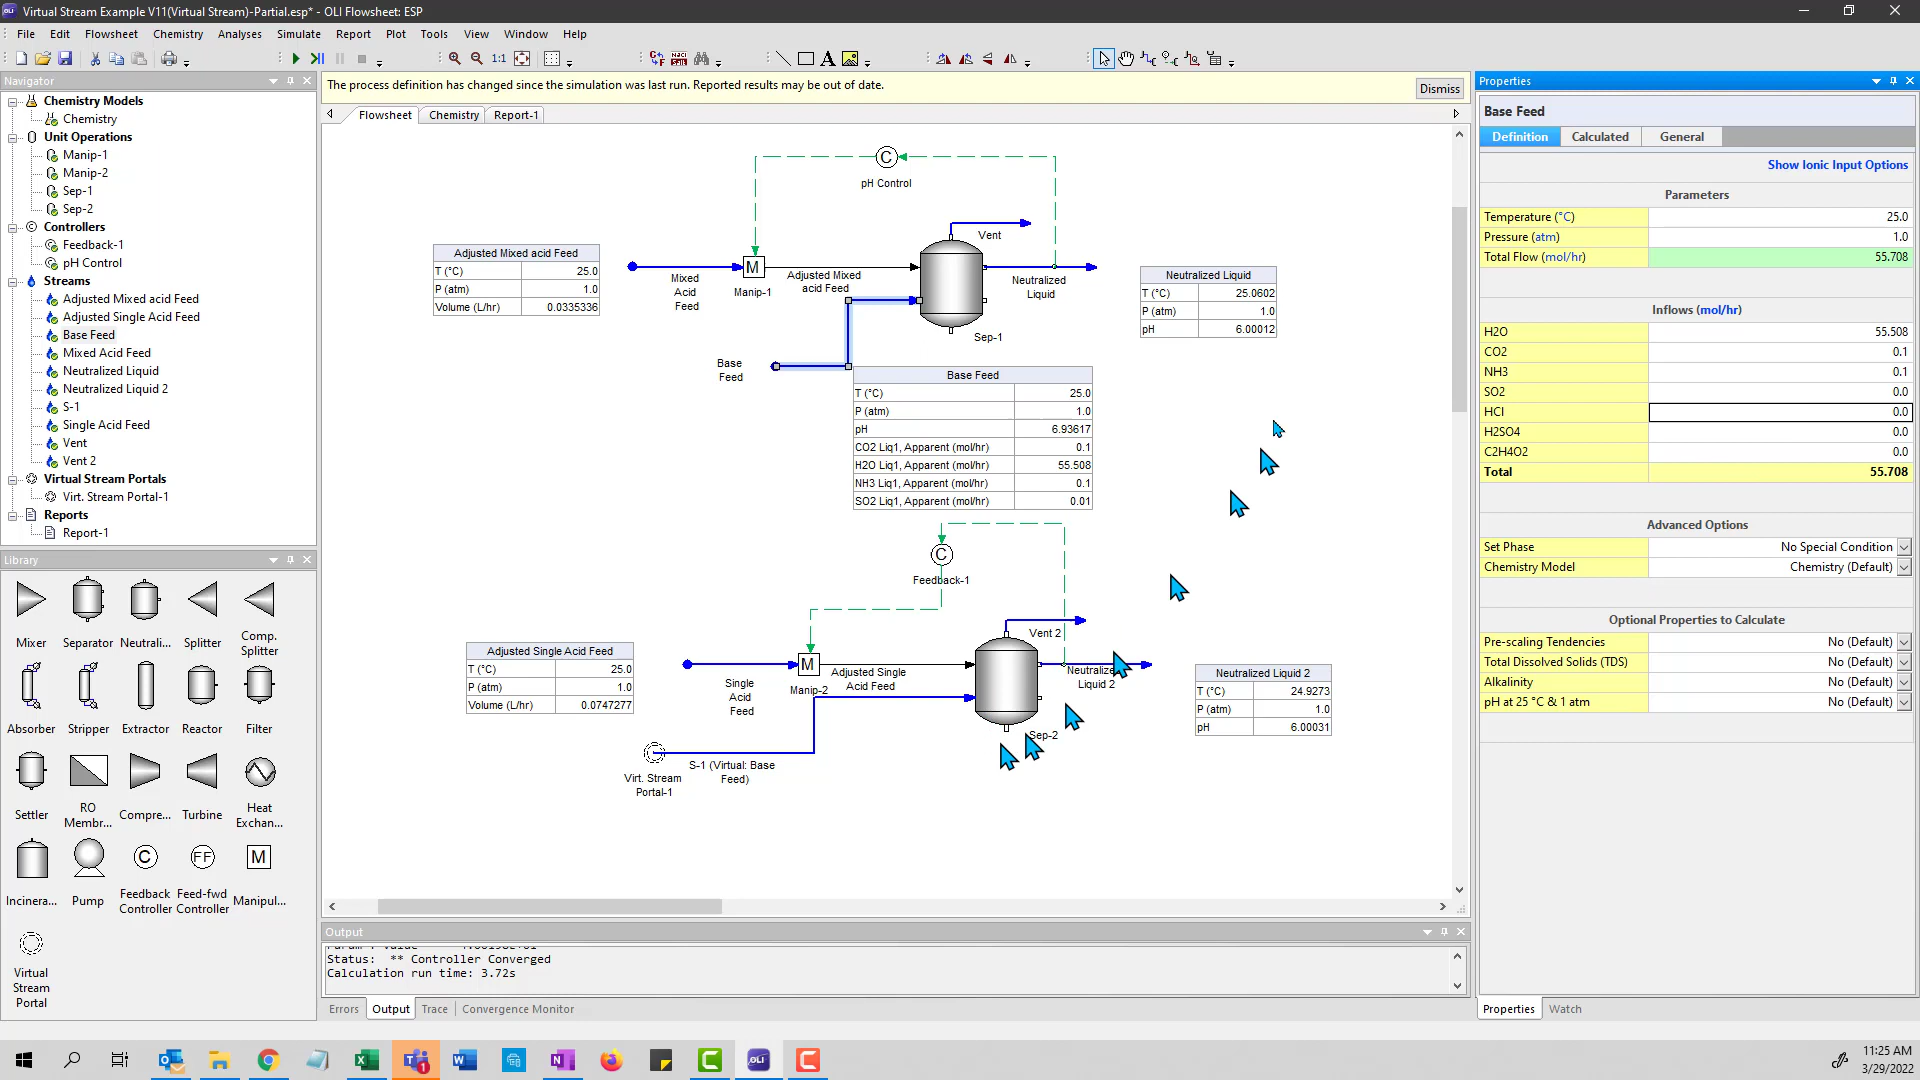 Virtual Stream Example V11(Virtual Stream)-Partial.esp* - OLI Flowsheet: ESP
File Edit Flowsheet Chemistry Analyses Simulate Report Plot Tools View Window Help
1:1
Navigator
Chemistry Models
Chemistry
Unit Operations
Manip-1
Manip-2
Sep-1
Sep-2
Controllers
Feedback-1
pH Control
Streams
Adjusted Mixed acid Feed
Adjusted Single Acid Feed
Base Feed
Mixed Acid Feed
Neutralized Liquid
Neutralized Liquid 2
S-1
Single Acid Feed
Vent
Vent 2
Virtual Stream Portals
Virt. Stream Portal-1
Reports
Report-1
Library
Mixer
Separator
Neutrali...
Splitter
Comp. Splitter
Absorber
Stripper
Extractor
Reactor
Filter
Settler
RO Membr...
Compre...
Turbine
Heat Exchan...
Incinera...
Pump
Feedback Controller
Feed-fwd Controller
Manipul...
Virtual Stream Portal
The process definition has changed since the simulation was last run. Reported results may be out of date.
Dismiss
Flowsheet Chemistry Report-1
C
pH Control
Adjusted Mixed acid Feed
T (°C) 25.0
P (atm) 1.0
Volume (L/hr) 0.0335336
Mixed Acid Feed
M
Manip-1
Adjusted Mixed acid Feed
Vent
Neutralized Liquid
Sep-1
Neutralized Liquid
T (°C) 25.0602
P (atm) 1.0
pH 6.00012
Base Feed
Base Feed
T (°C) 25.0
P (atm) 1.0
pH 6.93617
CO2 Liq1, Apparent (mol/hr) 0.1
H2O Liq1, Apparent (mol/hr) 55.508
NH3 Liq1, Apparent (mol/hr) 0.1
SO2 Liq1, Apparent (mol/hr) 0.01
C
Feedback-1
Adjusted Single Acid Feed
T (°C) 25.0
P (atm) 1.0
Volume (L/hr) 0.0747277
Single Acid Feed
M
Manip-2
Adjusted Single Acid Feed
Vent 2
Liquid 2
Sep-2
Neutralized Liquid 2
T (°C) 24.9273
P (atm) 1.0
pH 6.00031
Virt. Stream Portal-1
S-1 (Virtual: Base Feed)
Output
Status: ** Controller Converged
Calculation run time: 3.72s
Errors Output Trace Convergence Monitor
Properties
Base Feed
Definition Calculated General
Show Ionic Input Options
Parameters
Temperature (°C) 25.0
Pressure (atm) 1.0
Total Flow (mol/hr) 55.708
Inflows (mol/hr)
H2O 55.508
CO2 0.1
NH3 0.1
SO2 0.0
HCl 0.0
H2SO4 0.0
C2H4O2 0.0
Total 55.708
Advanced Options
Set Phase No Special Condition
Chemistry Model Chemistry (Default)
Optional Properties to Calculate
Pre-scaling Tendencies No (Default)
Total Dissolved Solids (TDS) No (Default)
Alkalinity No (Default)
pH at 25 °C & 1 atm No (Default)
Properties Watch
11:25 AM
3/29/2022